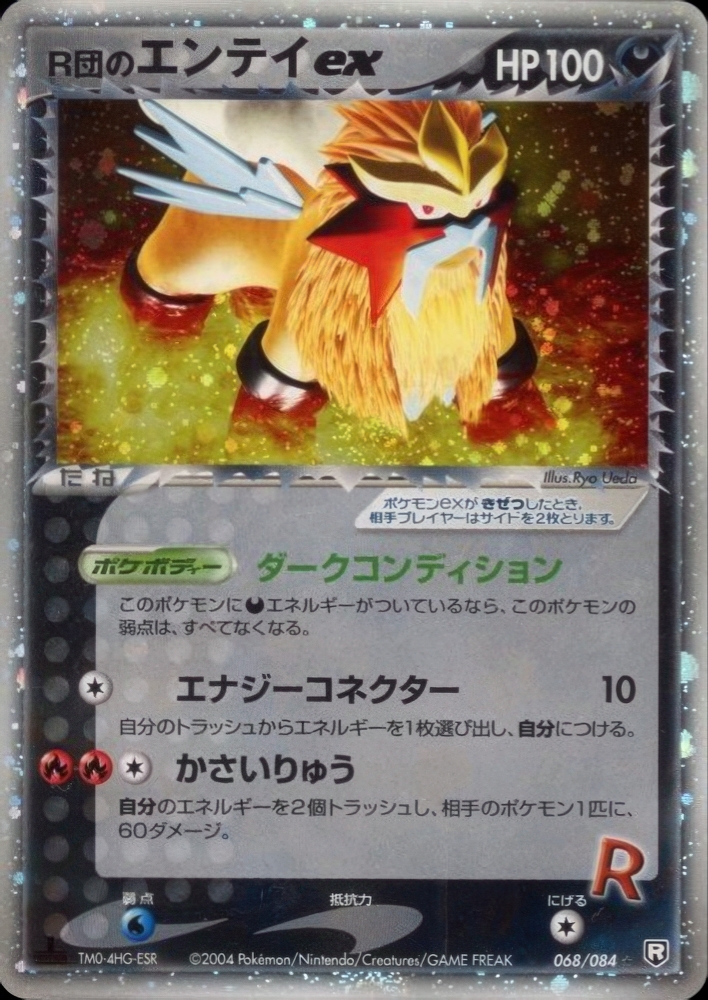 R団のエンテイex HP100
たね
Illus.Ryo Ueda
ポケモンexが きぜつしたとき、
相手プレイヤーはサイドを2枚とります。
ポケボディー ダークコンディション
このポケモンにエネルギーがついているなら、このポケモンの
弱点は、すべてなくなる。
エナジーコネクター 10
自分のトラッシュからエネルギーを1枚選び出し、自分につける。
かさいりゅう
自分のエネルギーを2個トラッシュし、相手のポケモン1匹に、
60ダメージ。
R
弱点 抵抗力 にげる
TM0·4HG-ESR ©2004 Pokémon/Nintendo/Creatures/GAME FREAK 068/084 ☆ R